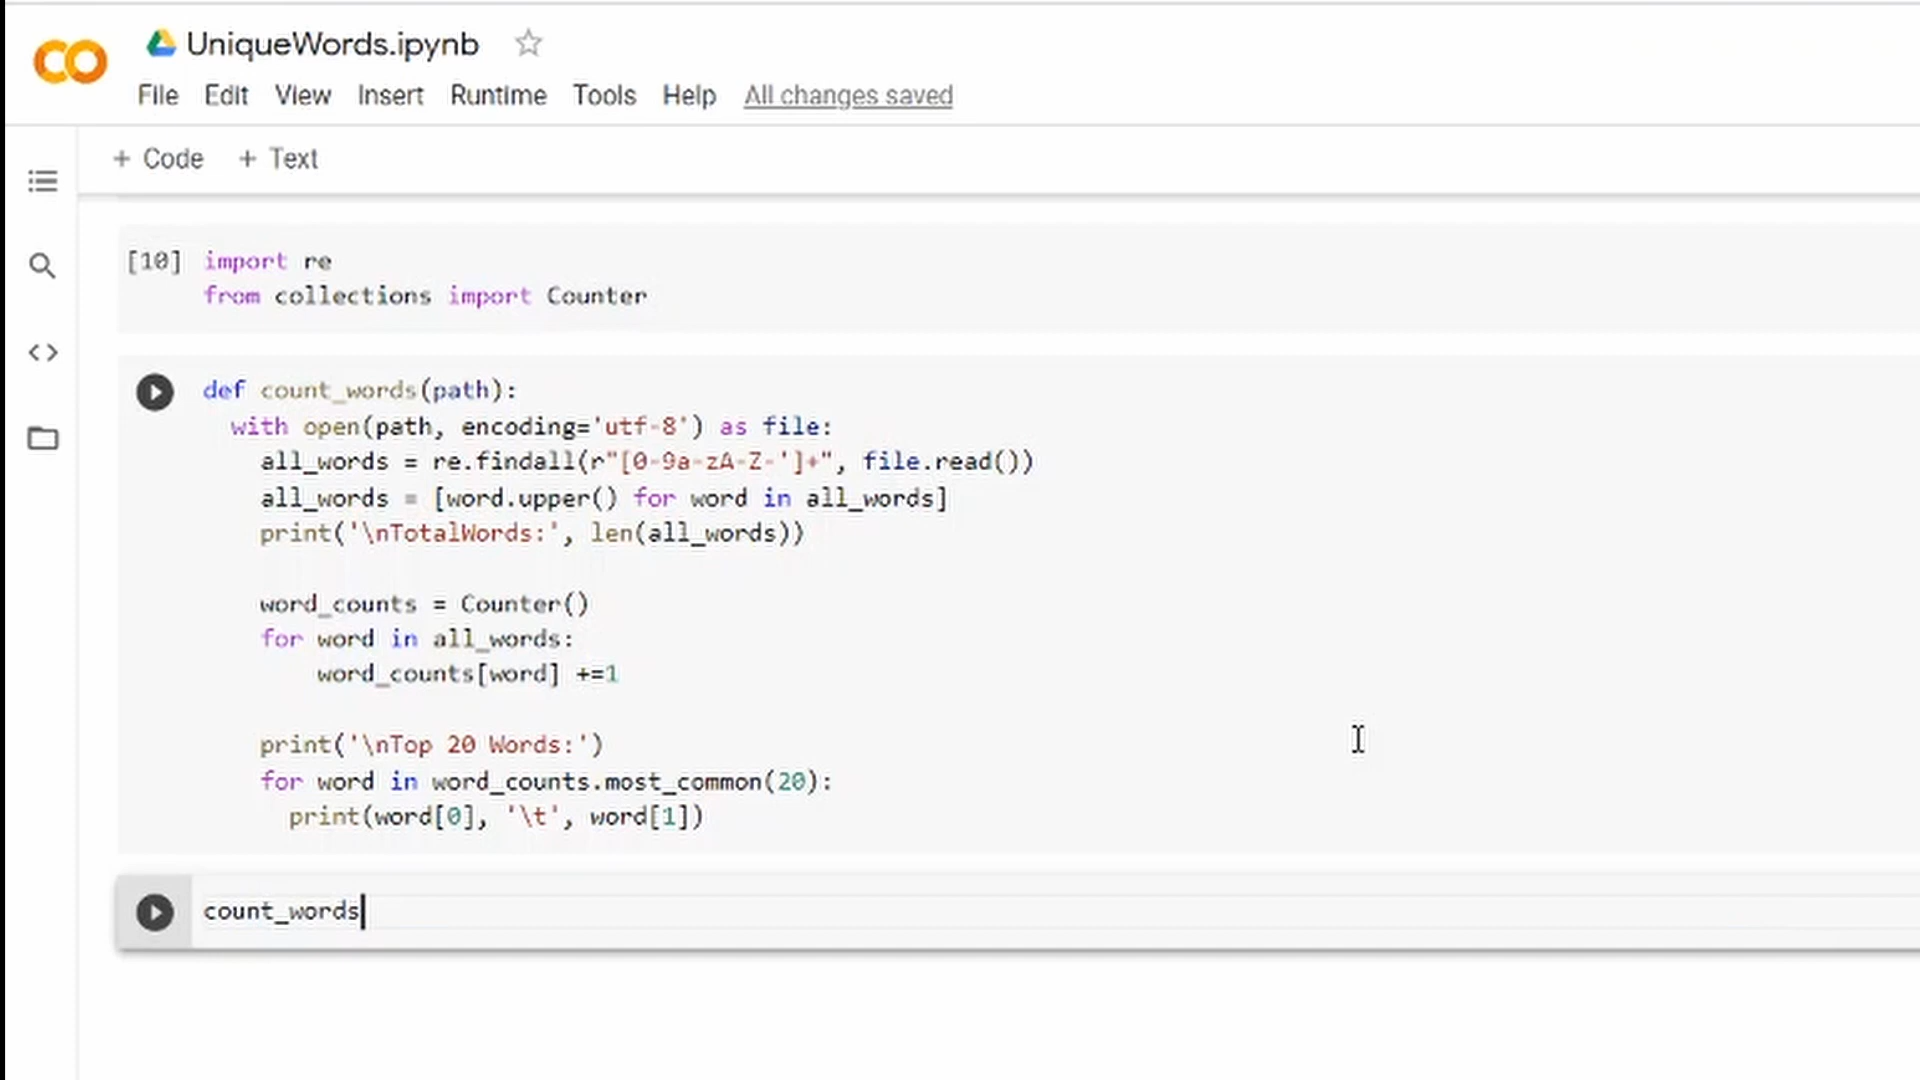 UniqueWords.ipynb
File Edit View Insert Runtime Tools Help All changes saved
+ Code + Text
[10] import re
from collections import Counter
def count_words(path):
  with open(path, encoding='utf-8') as file:
    all_words = re.findall(r"[0-9a-zA-Z-']+", file.read())
    all_words = [word.upper() for word in all_words]
    print('\nTotalWords:', len(all_words))
    word_counts = Counter()
    for word in all_words:
        word_counts[word] +=1
    print('\nTop 20 Words:')
    for word in word_counts.most_common(20):
      print(word[0], '\t', word[1])
count_words